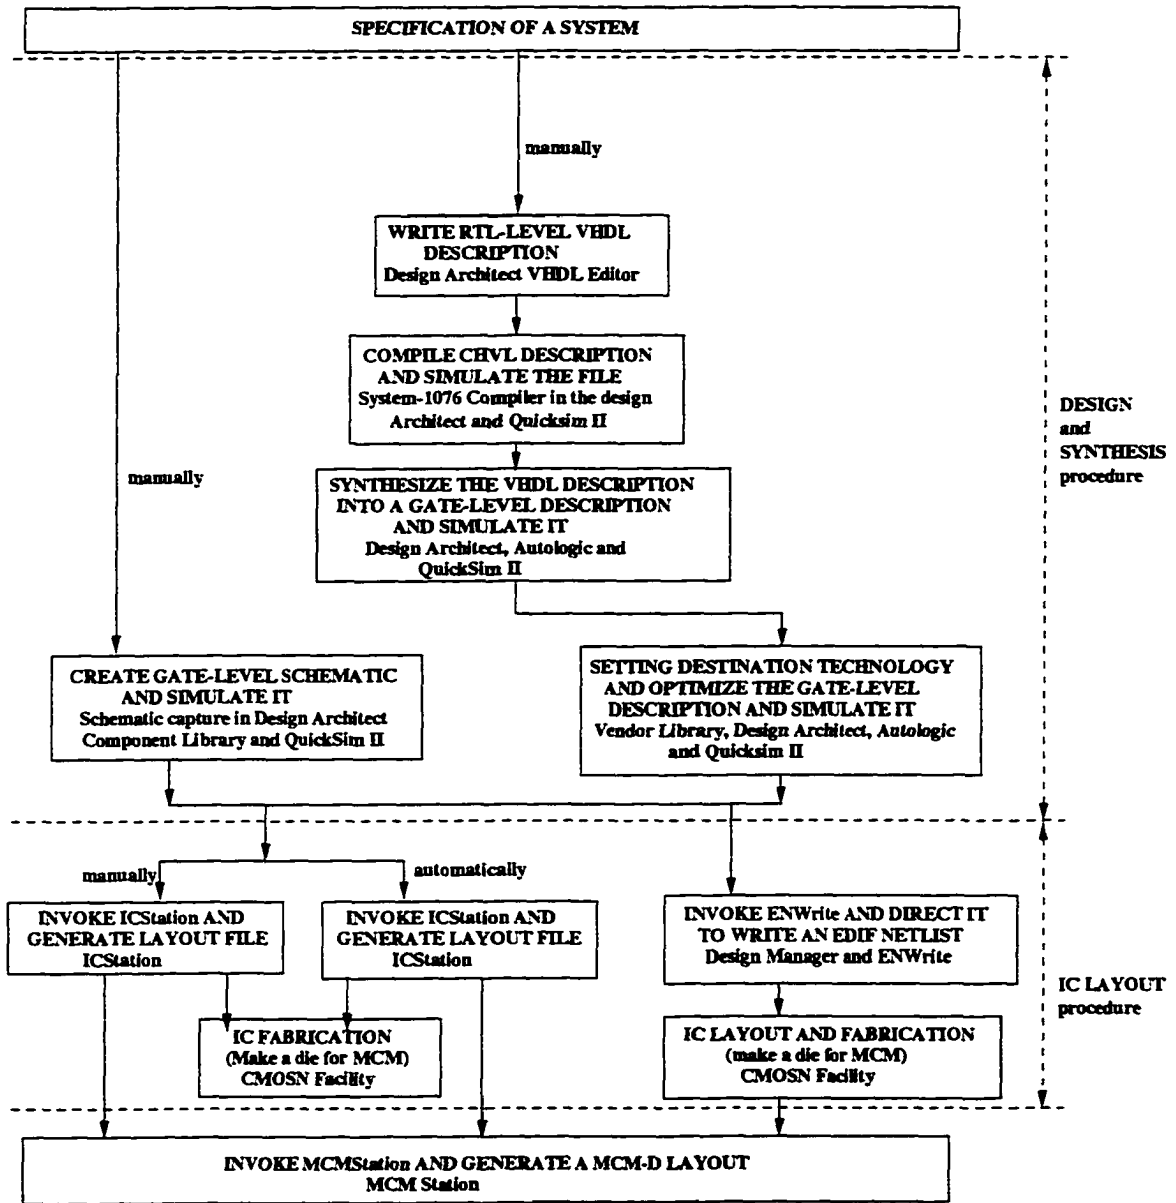 SPECIFICATION OF A SYSTEM
manually
WRITE RTL-LEVEL VHDL
DESCRIPTION
Design Architect VHDL Editor
COMPILE CHVL DESCRIPTION
AND SIMULATE THE FILE
System-1076 Compiler in the design
Architect and Quicksim II
DESIGN
and
SYNTHESIS
procedure
manually
SYNTHESIZE THE VHDL DESCRIPTION
INTO A GATE-LEVEL DESCRIPTION
AND SIMULATE IT
Design Architect, Autologic and
QuickSim II
CREATE GATE-LEVEL SCHEMATIC
AND SIMULATE IT
Schematic capture in Design Architect
Component Library and QuickSim II
SETTING DESTINATION TECHNOLOGY
AND OPTIMIZE THE GATE-LEVEL
DESCRIPTION AND SIMULATE IT
Vendor Library, Design Architect, Autologic
and Quicksim II
manually
automatically
INVOKE ICStation AND
GENERATE LAYOUT FILE
ICStation
INVOKE ICStation AND
GENERATE LAYOUT FILE
ICStation
INVOKE ENWrite AND DIRECT IT
TO WRITE AN EDIF NETLIST
Design Manager and ENWrite
IC LAYOUT
procedure
IC FABRICATION
(Make a die for MCM)
CMOSN Facility
IC LAYOUT AND FABRICATION
(make a die for MCM)
CMOSN Facility
INVOKE MCMStation AND GENERATE A MCM-D LAYOUT
MCM Station